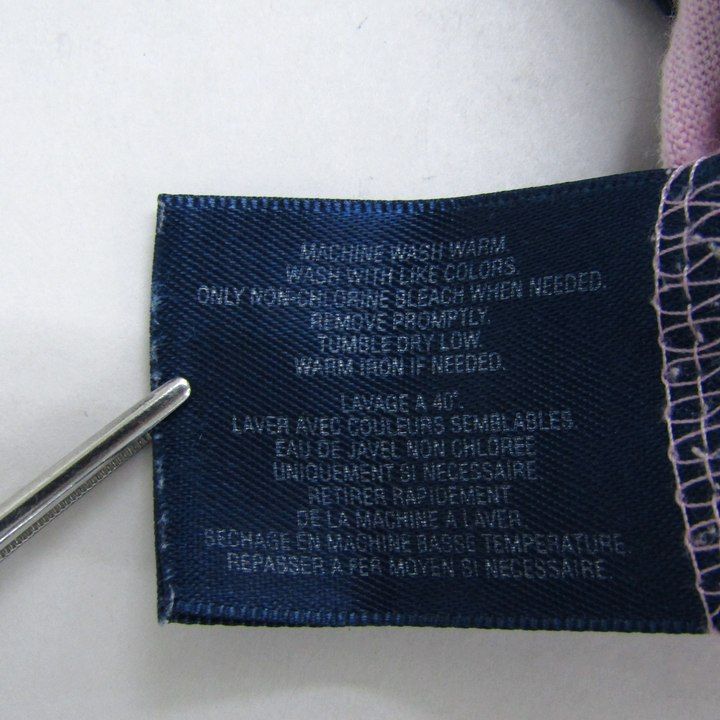 MACHINE WASH WARM.
WASH WITH LIKE COLORS.
ONLY NON-CHLORINE BLEACH WHEN NEEDED.
REMOVE PROMPTLY.
TUMBLE DRY LOW.
WARM IRON IF NEEDED.
LAVAGE A 40°.
LAVER AVEC COULEURS SEMBLABLES.
EAU DE JAVEL NON CHLOREE
UNIQUEMENT SI NECESSAIRE.
RETIRER RAPIDEMENT
DE LA MACHINE A LAVER.
SECHAGE EN MACHINE BASSE TEMPERATURE.
REPASSER A FER MOYEN SI NECESSAIRE.